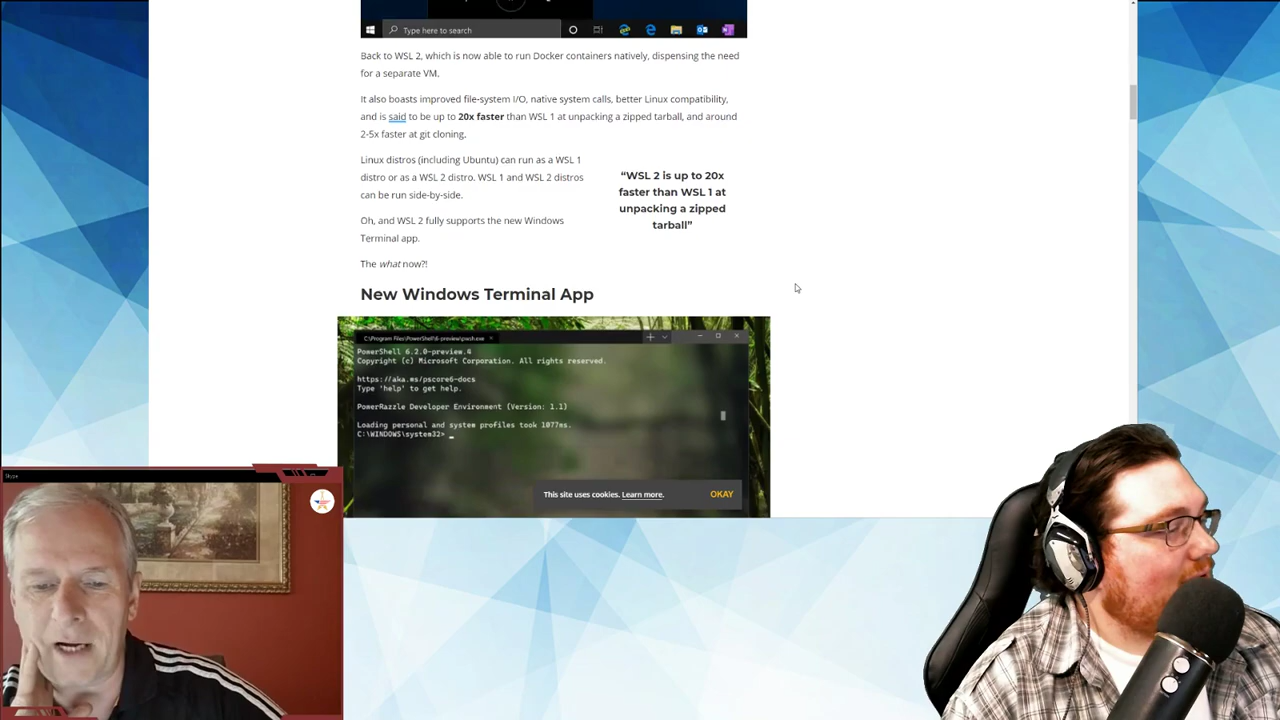 Type here to search
Back to WSL 2, which is now able to run Docker containers natively, dispensing the need
for a separate VM.
It also boasts improved file-system I/O, native system calls, better Linux compatibility,
and is said to be up to 20x faster than WSL 1 at unpacking a zipped tarball, and around
2-5x faster at git cloning.
Linux distros (including Ubuntu) can run as a WSL 1
distro or as a WSL 2 distro. WSL 1 and WSL 2 distros
can be run side-by-side.
“WSL 2 is up to 20x
faster than WSL 1 at
unpacking a zipped
tarball”
Oh, and WSL 2 fully supports the new Windows
Terminal app.
The what now?!
New Windows Terminal App
C:\Program Files\PowerShell\6-preview\pwsh.exe
PowerShell 6.2.0-preview.4
Copyright (c) Microsoft Corporation. All rights reserved.
https://aka.ms/pscore6-docs
Type 'help' to get help.
PowerRazzle Developer Environment (Version: 1.1)
Loading personal and system profiles took 1077ms.
C:\WINDOWS\system32>
This site uses cookies. Learn more. OKAY
Skype